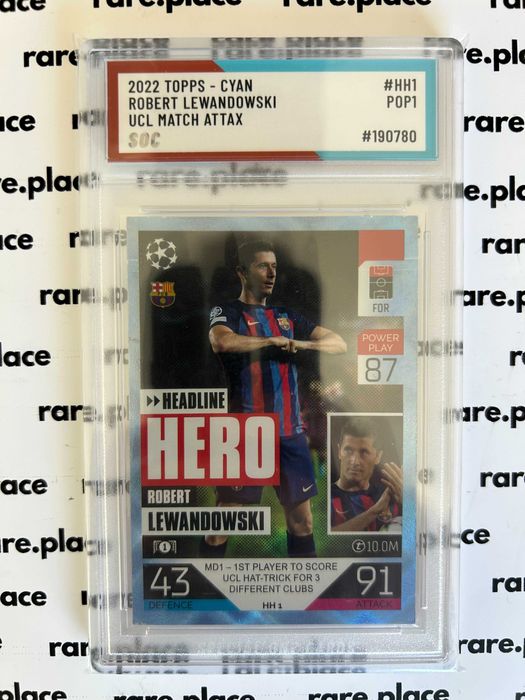 2022 TOPPS - CYAN
ROBERT LEWANDOWSKI
UCL MATCH ATTAX
SOC
#HH1
POP1
#190780
FOR
POWER
PLAY
87
HEADLINE
HERO
ROBERT
LEWANDOWSKI
1
10.0M
MD1 – 1ST PLAYER TO SCORE
UCL HAT-TRICK FOR 3
DIFFERENT CLUBS
43
DEFENCE
HH 1
91
ATTACK
rare.place